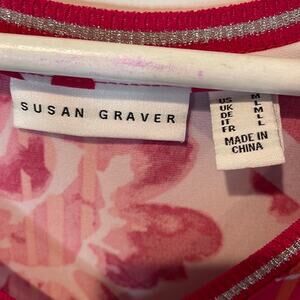 SUSAN GRAVER
M
US M
UK L
DE L
IT L
FR L
MADE IN
CHINA